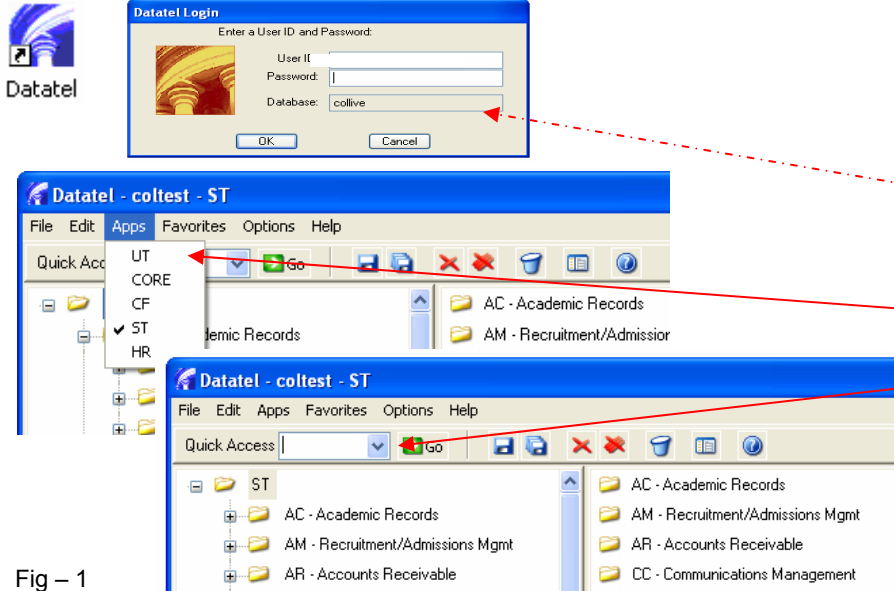 Datatel
Datatel Login
Enter a User ID and Password:
User I
Password:
Database: collive
OK Cancel
Datatel - coltest - ST
File Edit Apps Favorites Options Help
Quick Acc Go
UT
CORE
CF
ST
HR
demic Records
AC - Academic Records
AM - Recruitment/Admission
Datatel - coltest - ST
File Edit Apps Favorites Options Help
Quick Access Go
ST
AC - Academic Records
AM - Recruitment/Admissions Mgmt
AR - Accounts Receivable
AC - Academic Records
AM - Recruitment/Admissions Mgmt
AR - Accounts Receivable
CC - Communications Management
Fig – 1